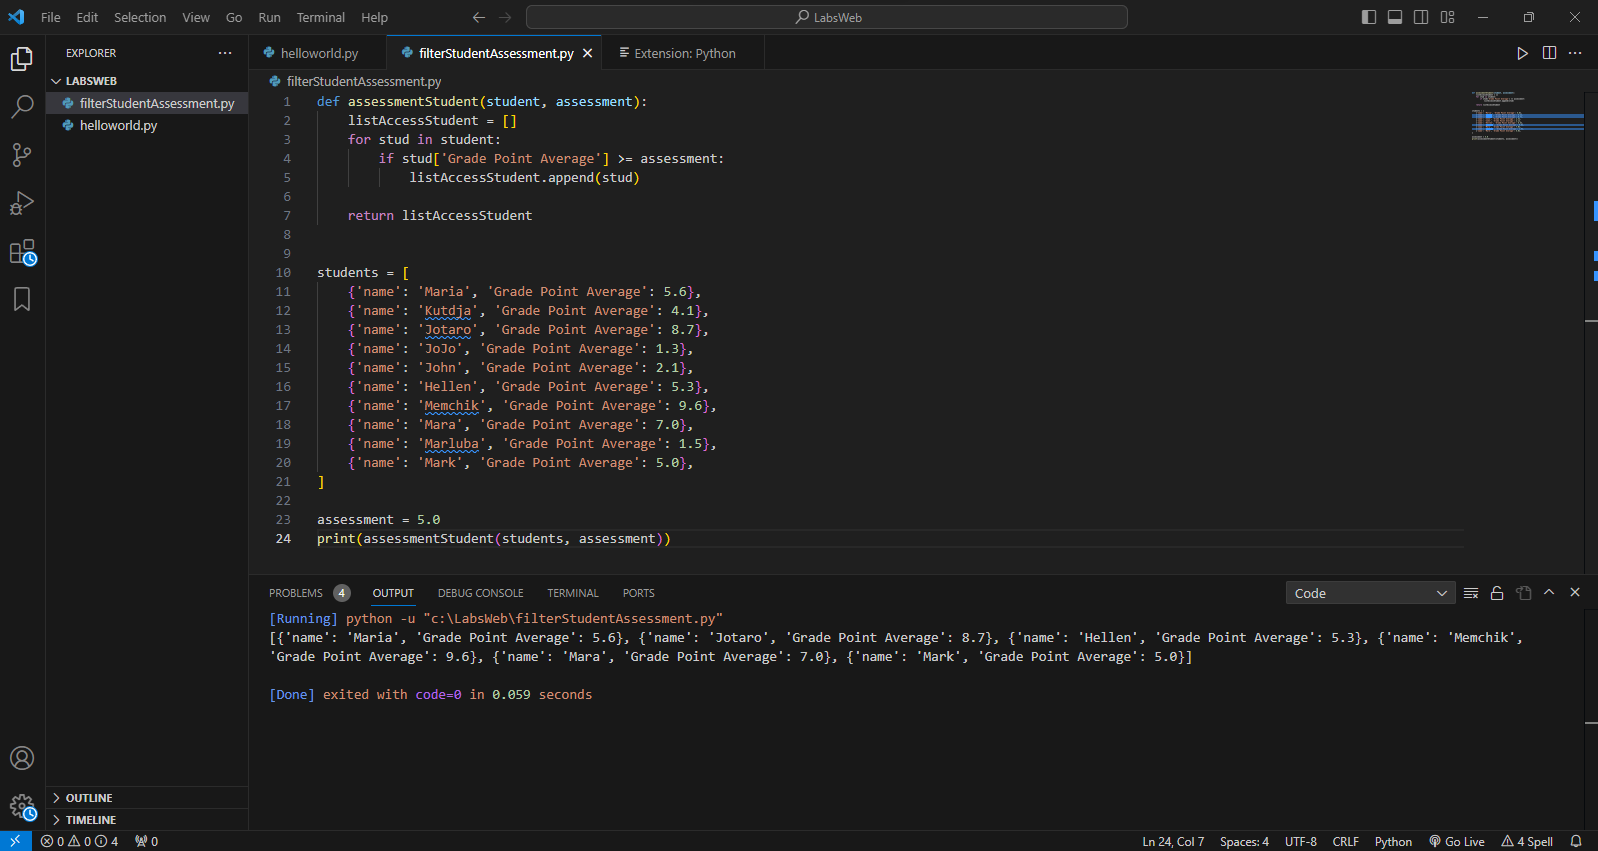 File Edit Selection View Go Run Terminal Help LabsWeb
EXPLORER
LABSWEB
filterStudentAssessment.py
helloworld.py
OUTLINE
TIMELINE
helloworld.py filterStudentAssessment.py Extension: Python
filterStudentAssessment.py
1 def assessmentStudent(student, assessment):
2 listAccessStudent = []
3 for stud in student:
4 if stud['Grade Point Average'] >= assessment:
5 listAccessStudent.append(stud)
6
7 return listAccessStudent
8
9
10 students = [
11 {'name': 'Maria', 'Grade Point Average': 5.6},
12 {'name': 'Kutdja', 'Grade Point Average': 4.1},
13 {'name': 'Jotaro', 'Grade Point Average': 8.7},
14 {'name': 'JoJo', 'Grade Point Average': 1.3},
15 {'name': 'John', 'Grade Point Average': 2.1},
16 {'name': 'Hellen', 'Grade Point Average': 5.3},
17 {'name': 'Memchik', 'Grade Point Average': 9.6},
18 {'name': 'Mara', 'Grade Point Average': 7.0},
19 {'name': 'Marluba', 'Grade Point Average': 1.5},
20 {'name': 'Mark', 'Grade Point Average': 5.0},
21 ]
22
23 assessment = 5.0
24 print(assessmentStudent(students, assessment))
PROBLEMS 4 OUTPUT DEBUG CONSOLE TERMINAL PORTS Code
[Running] python -u "c:\LabsWeb\filterStudentAssessment.py"
[{'name': 'Maria', 'Grade Point Average': 5.6}, {'name': 'Jotaro', 'Grade Point Average': 8.7}, {'name': 'Hellen', 'Grade Point Average': 5.3}, {'name': 'Memchik',
'Grade Point Average': 9.6}, {'name': 'Mara', 'Grade Point Average': 7.0}, {'name': 'Mark', 'Grade Point Average': 5.0}]
[Done] exited with code=0 in 0.059 seconds
0 0 4 0 Ln 24, Col 7 Spaces: 4 UTF-8 CRLF Python Go Live 4 Spell